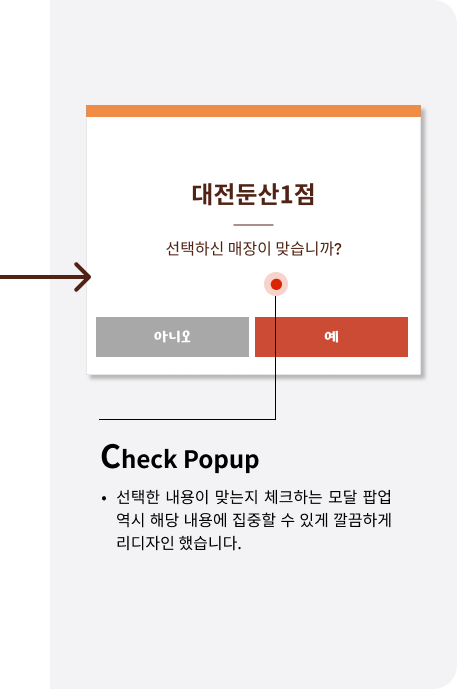 대전둔산1점
선택하신 매장이 맞습니까?
아니오
예
Check Popup
• 선택한 내용이 맞는지 체크하는 모달 팝업
역시 해당 내용에 집중할 수 있게 깔끔하게
리디자인 했습니다.